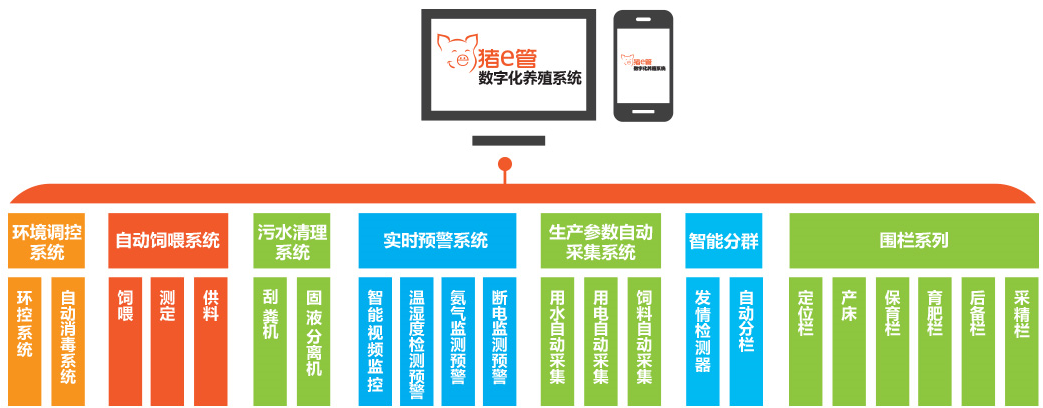 猪e管
数字化养殖系统
猪e管
数字化养殖系统
环境调控
系统
自动饲喂系统
污水清理
系统
实时预警系统
生产参数自动
采集系统
智能分群
围栏系列
环控系统
自动消毒系统
饲喂
测定
供料
刮粪机
固液分离机
智能视频监控
温湿度检测预警
氨气监测预警
断电监测预警
用水自动采集
用电自动采集
饲料自动采集
发情检测器
自动分栏
定位栏
产床
保育栏
育肥栏
后备栏
采精栏